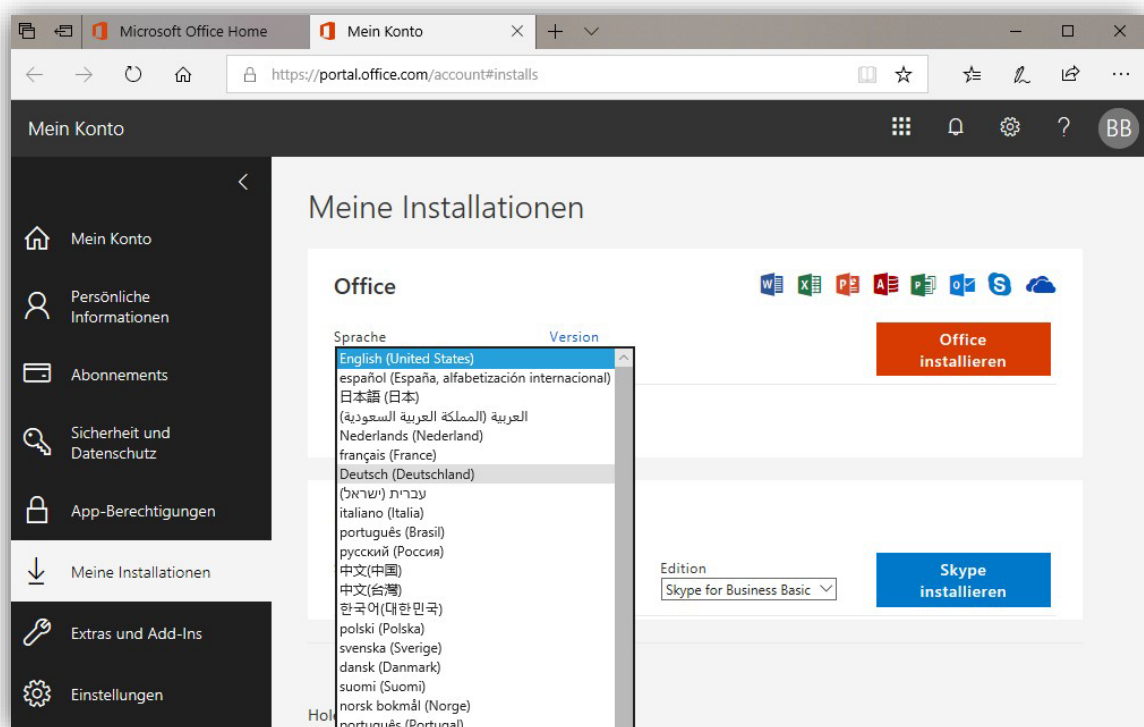 Microsoft Office Home
Mein Konto
https://portal.office.com/account#installs
Mein Konto
BB
Mein Konto
Persönliche
Informationen
Abonnements
Sicherheit und
Datenschutz
App-Berechtigungen
Meine Installationen
Extras und Add-Ins
Einstellungen
Meine Installationen
Office
Sprache
Version
Office
installieren
English (United States)
español (España, alfabetización internacional)
日本語 (日本)
العربية (المملكة العربية السعودية)
Nederlands (Nederland)
français (France)
Deutsch (Deutschland)
עברית (ישראל)
italiano (Italia)
português (Brasil)
русский (Россия)
中文(中国)
中文(台灣)
한국어(대한민국)
polski (Polska)
svenska (Sverige)
dansk (Danmark)
suomi (Suomi)
norsk bokmål (Norge)
português (Portugal)
Edition
Skype for Business Basic
Skype
installieren